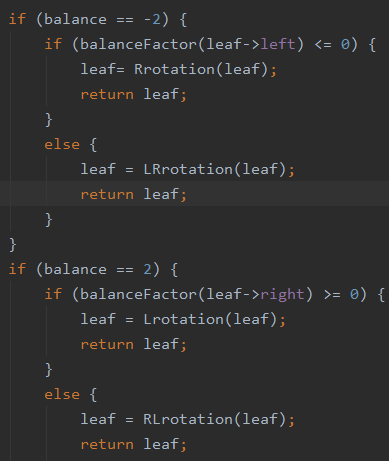 if (balance == -2) {
    if (balanceFactor(leaf->left) <= 0) {
        leaf= Rrotation(leaf);
        return leaf;
    }
    else {
        leaf = LRrotation(leaf);
        return leaf;
    }
}
if (balance == 2) {
    if (balanceFactor(leaf->right) >= 0) {
        leaf = Lrotation(leaf);
        return leaf;
    }
    else {
        leaf = RLrotation(leaf);
        return leaf;